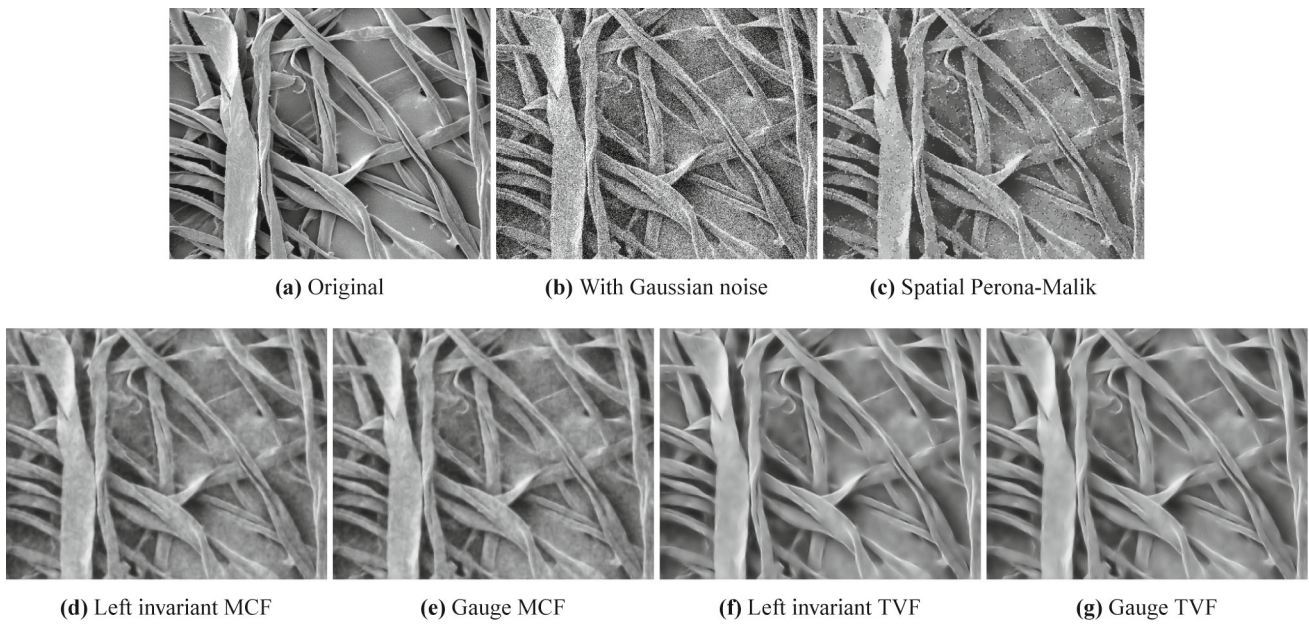 (a) Original
(b) With Gaussian noise
(c) Spatial Perona-Malik
(d) Left invariant MCF
(e) Gauge MCF
(f) Left invariant TVF
(g) Gauge TVF